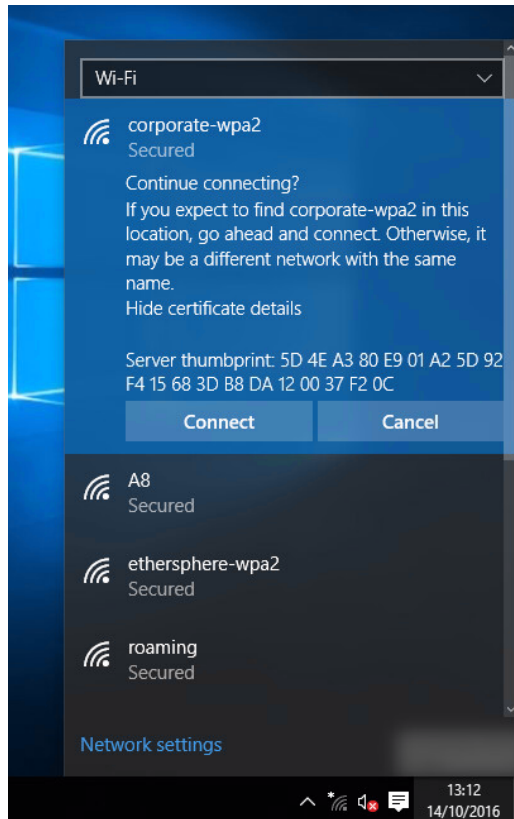 Wi-Fi
corporate-wpa2
Secured
Continue connecting?
If you expect to find corporate-wpa2 in this
location, go ahead and connect. Otherwise, it
may be a different network with the same
name.
Hide certificate details
Server thumbprint: 5D 4E A3 80 E9 01 A2 5D 92
F4 15 68 3D B8 DA 12 00 37 F2 0C
Connect Cancel
A8
Secured
ethersphere-wpa2
Secured
roaming
Secured
Network settings
13:12
14/10/2016